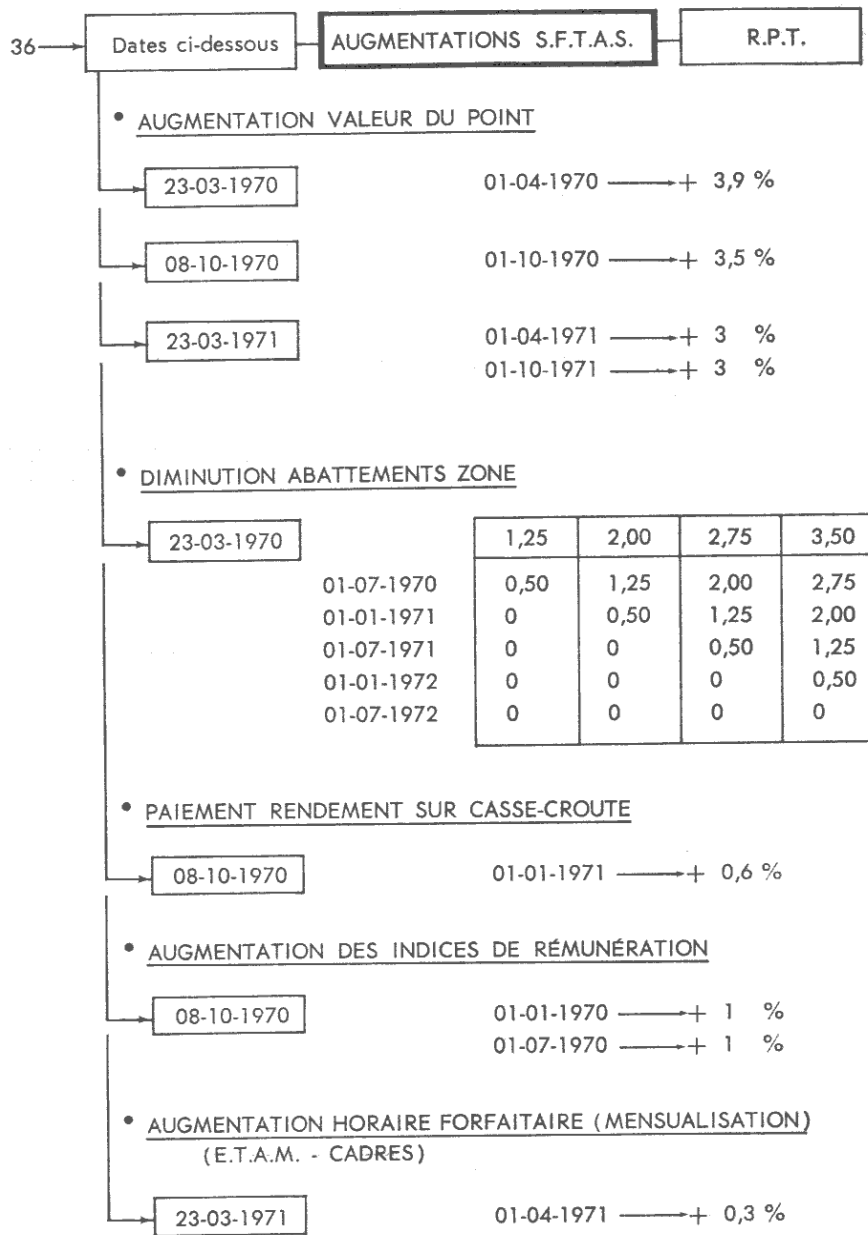 36 Dates ci-dessous AUGMENTATIONS S.F.T.A.S. R.P.T.
• AUGMENTATION VALEUR DU POINT
23-03-1970 01-04-1970 + 3,9 %
08-10-1970 01-10-1970 + 3,5 %
23-03-1971 01-04-1971 + 3 %
01-10-1971 + 3 %
• DIMINUTION ABATTEMENTS ZONE
23-03-1970 1,25 2,00 2,75 3,50
01-07-1970 0,50 1,25 2,00 2,75
01-01-1971 0 0,50 1,25 2,00
01-07-1971 0 0 0,50 1,25
01-01-1972 0 0 0 0,50
01-07-1972 0 0 0 0
• PAIEMENT RENDEMENT SUR CASSE-CROUTE
08-10-1970 01-01-1971 + 0,6 %
• AUGMENTATION DES INDICES DE RÉMUNÉRATION
08-10-1970 01-01-1970 + 1 %
01-07-1970 + 1 %
• AUGMENTATION HORAIRE FORFAITAIRE (MENSUALISATION)
(E.T.A.M. - CADRES)
23-03-1971 01-04-1971 + 0,3 %